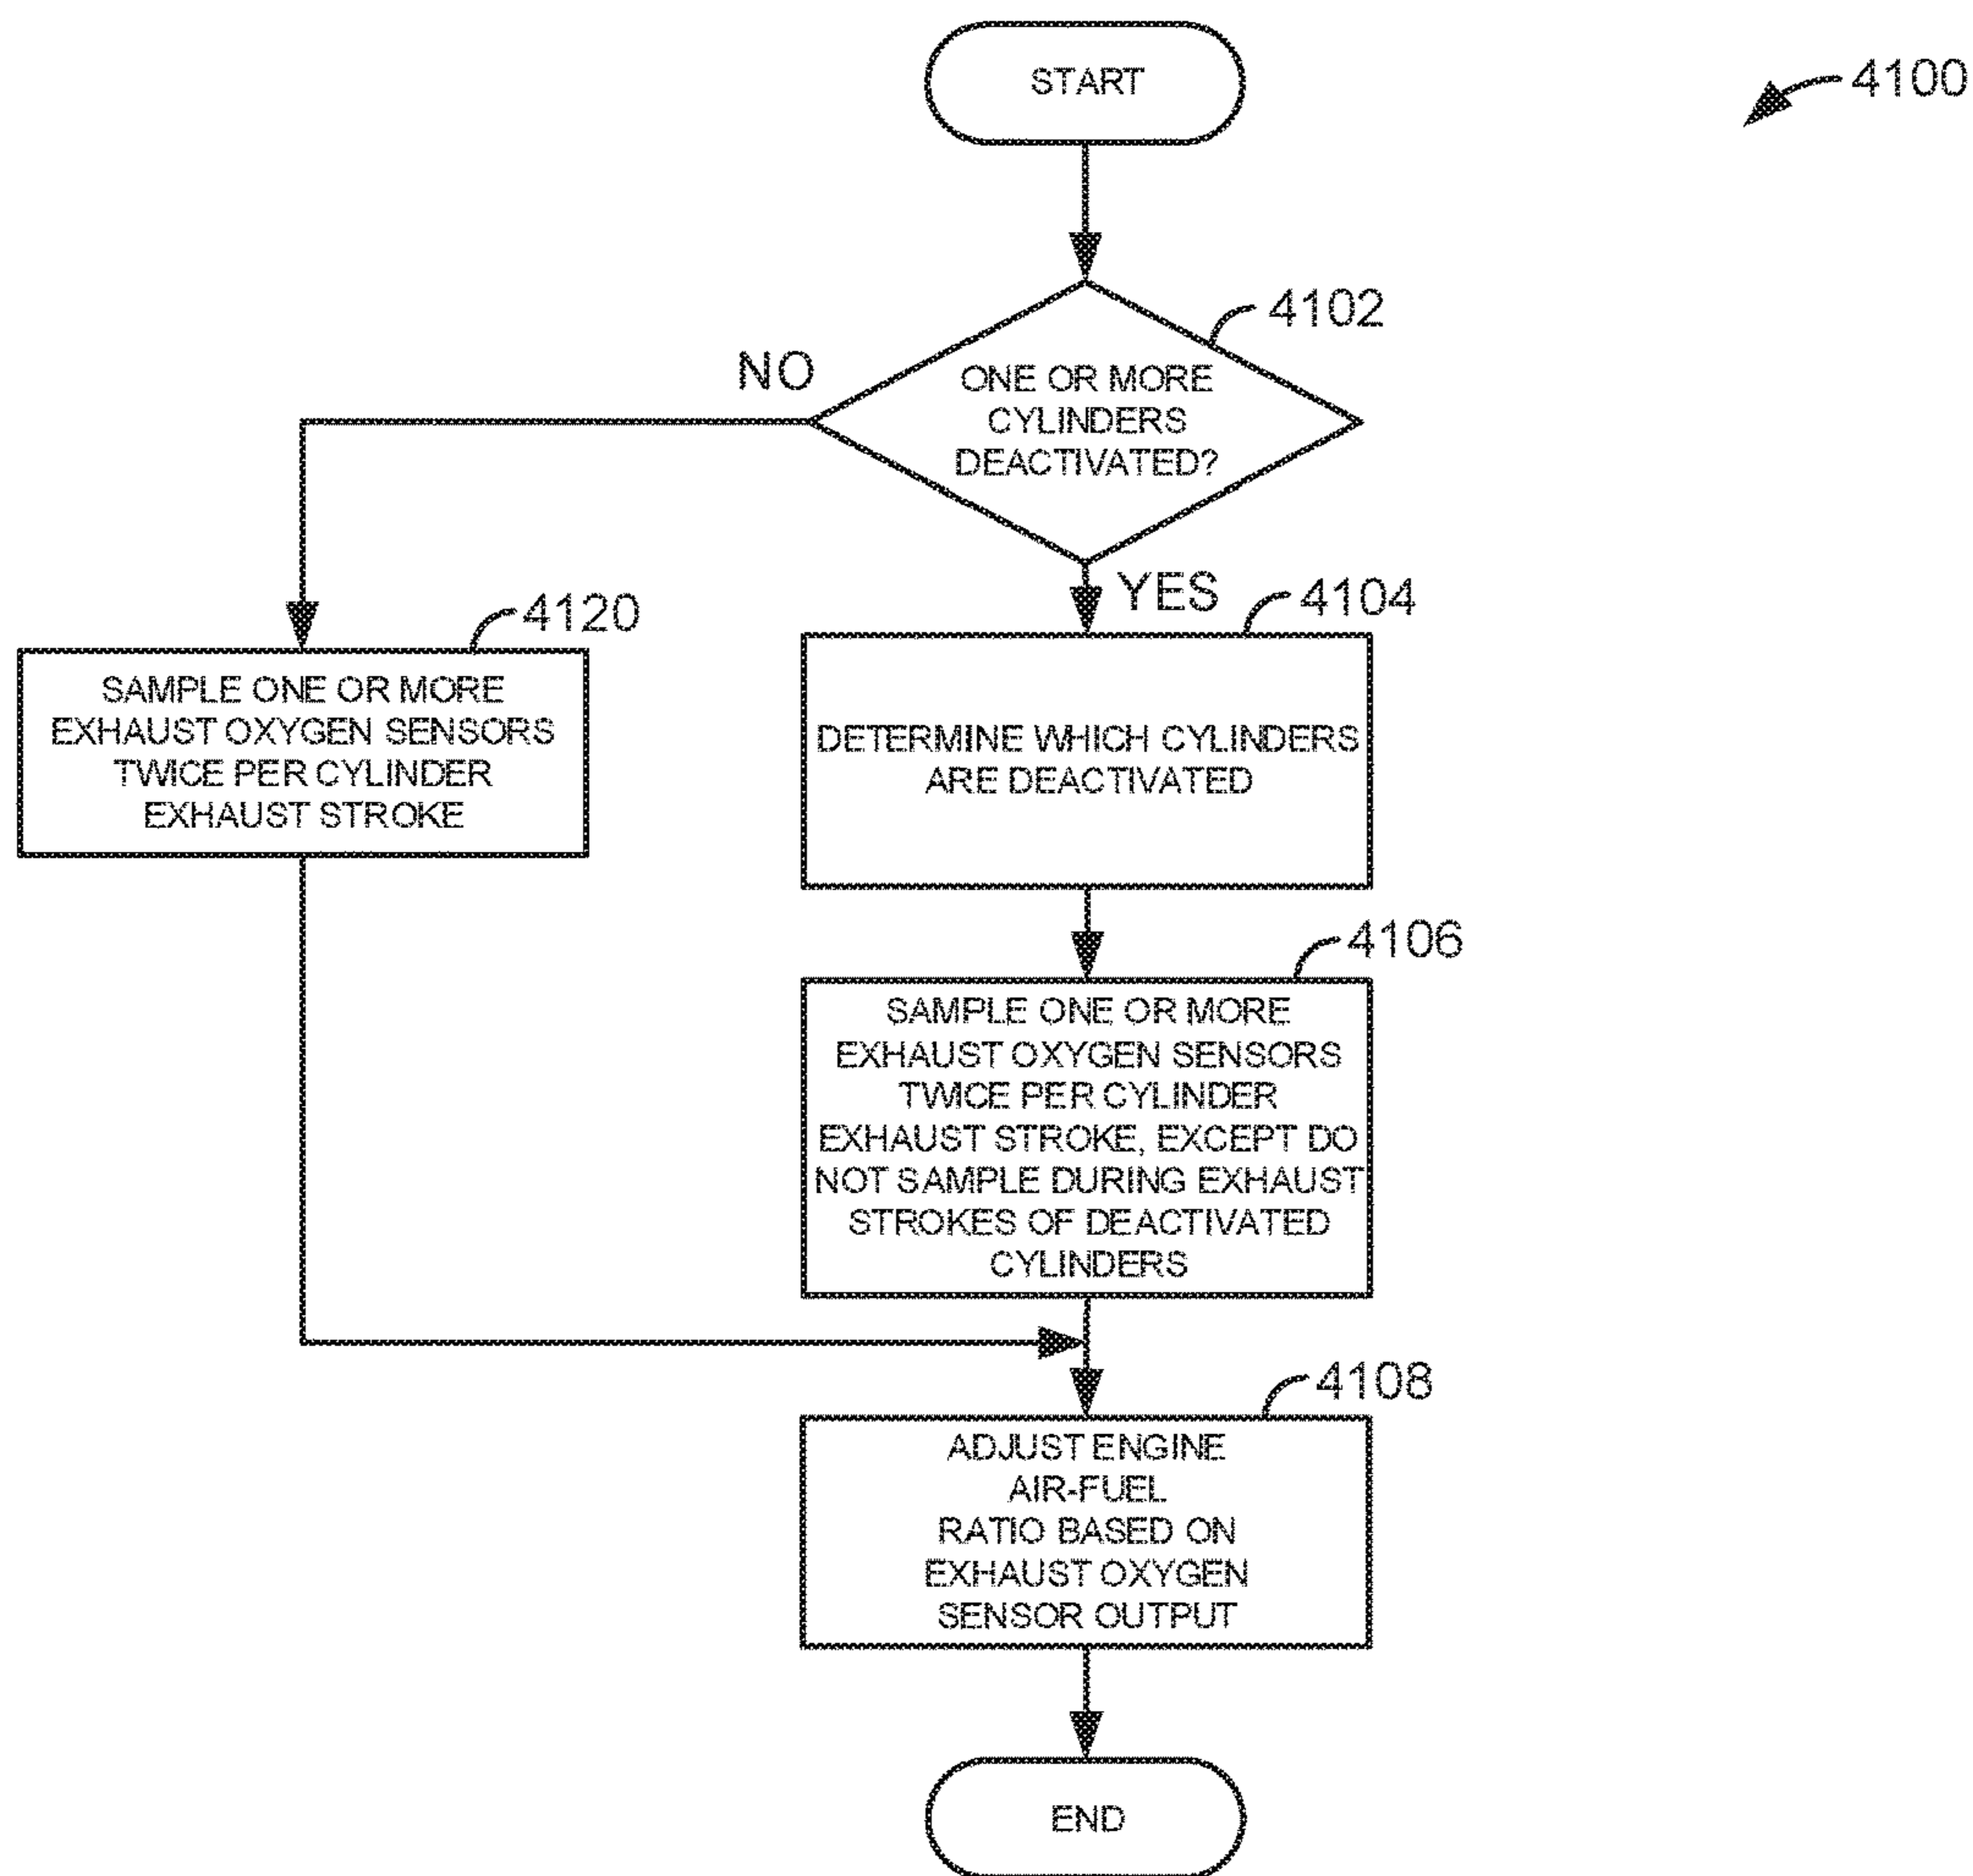 START
4100
4102
ONE OR MORE
CYLINDERS
DEACTIVATED?
NO
YES
4120
SAMPLE ONE OR MORE
EXHAUST OXYGEN SENSORS
TWICE PER CYLINDER
EXHAUST STROKE
4104
DETERMINE WHICH CYLINDERS
ARE DEACTIVATED
4106
SAMPLE ONE OR MORE
EXHAUST OXYGEN SENSORS
TWICE PER CYLINDER
EXHAUST STROKE, EXCEPT DO
NOT SAMPLE DURING EXHAUST
STROKES OF DEACTIVATED
CYLINDERS
4108
ADJUST ENGINE
AIR-FUEL
RATIO BASED ON
EXHAUST OXYGEN
SENSOR OUTPUT
END